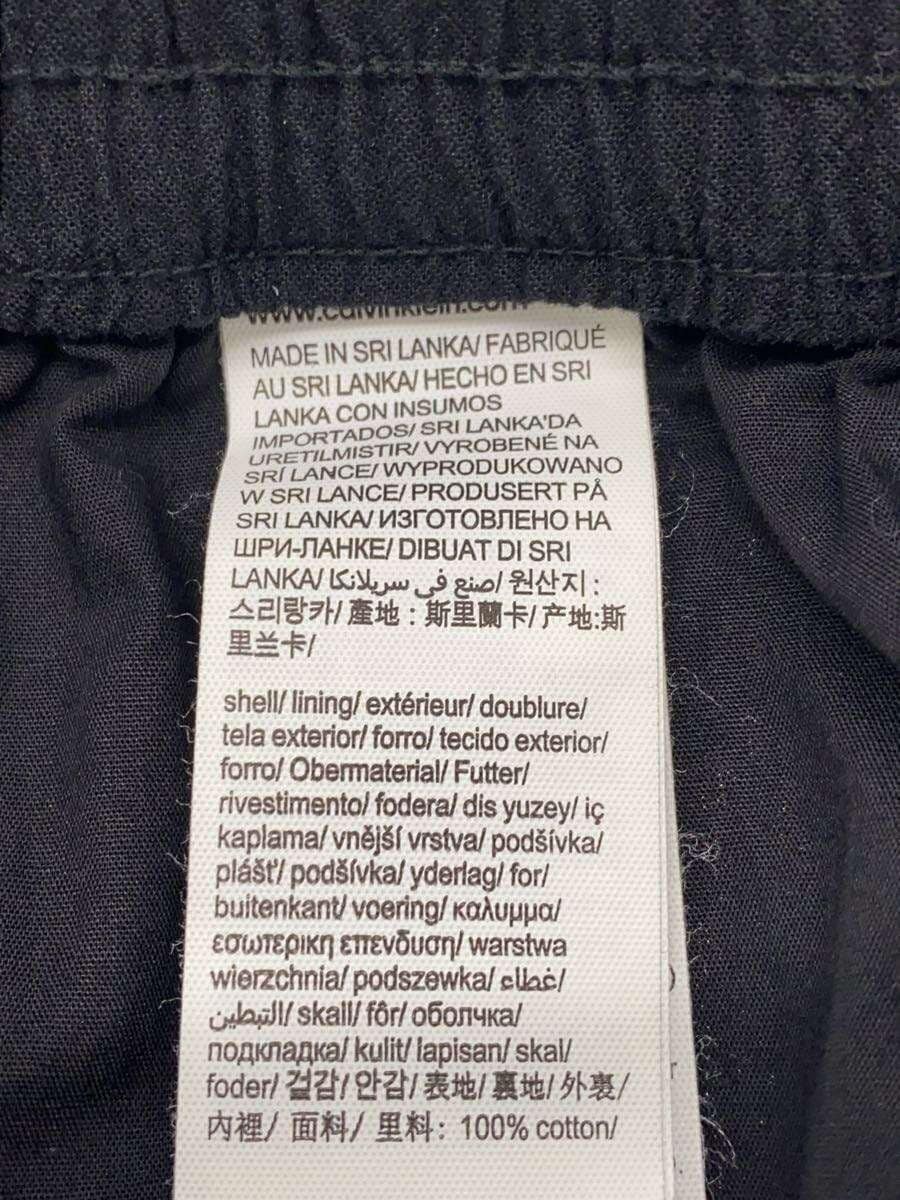 www.calvinklein.com
MADE IN SRI LANKA/ FABRIQUÉ
AU SRI LANKA/ HECHO EN SRI
LANKA CON INSUMOS
IMPORTADOS/ SRI LANKA'DA
URETILMISTIR/ VYROBENÉ NA
SRÍ LANCE/ WYPRODUKOWANO
W SRI LANCE/ PRODUSERT PÅ
SRI LANKA/ ИЗГОТОВЛЕНО НА
ШРИ-ЛАНКЕ/ DIBUAT DI SRI
LANKA/ صنع في سريلانكا/ 원산지 :
스리랑카/ 產地 : 斯里蘭卡/ 产地:斯
里兰卡/
shell/ lining/ extérieur/ doublure/
tela exterior/ forro/ tecido exterior/
forro/ Obermaterial/ Futter/
rivestimento/ fodera/ dis yuzey/ iç
kaplama/ vnější vrstva/ podšívka/
plášť/ podšívka/ yderlag/ for/
buitenkant/ voering/ καλυμμα/
εσωτερικη επενδυση/ warstwa
wierzchnia/ podszewka/ غطاء/
التبطين/ skall/ fôr/ оболчка/
подкладка/ kulit/ lapisan/ skal/
foder/ 겉감/ 안감/ 表地/ 裏地/ 外裏/
內裡/ 面料/ 里料: 100% cotton/